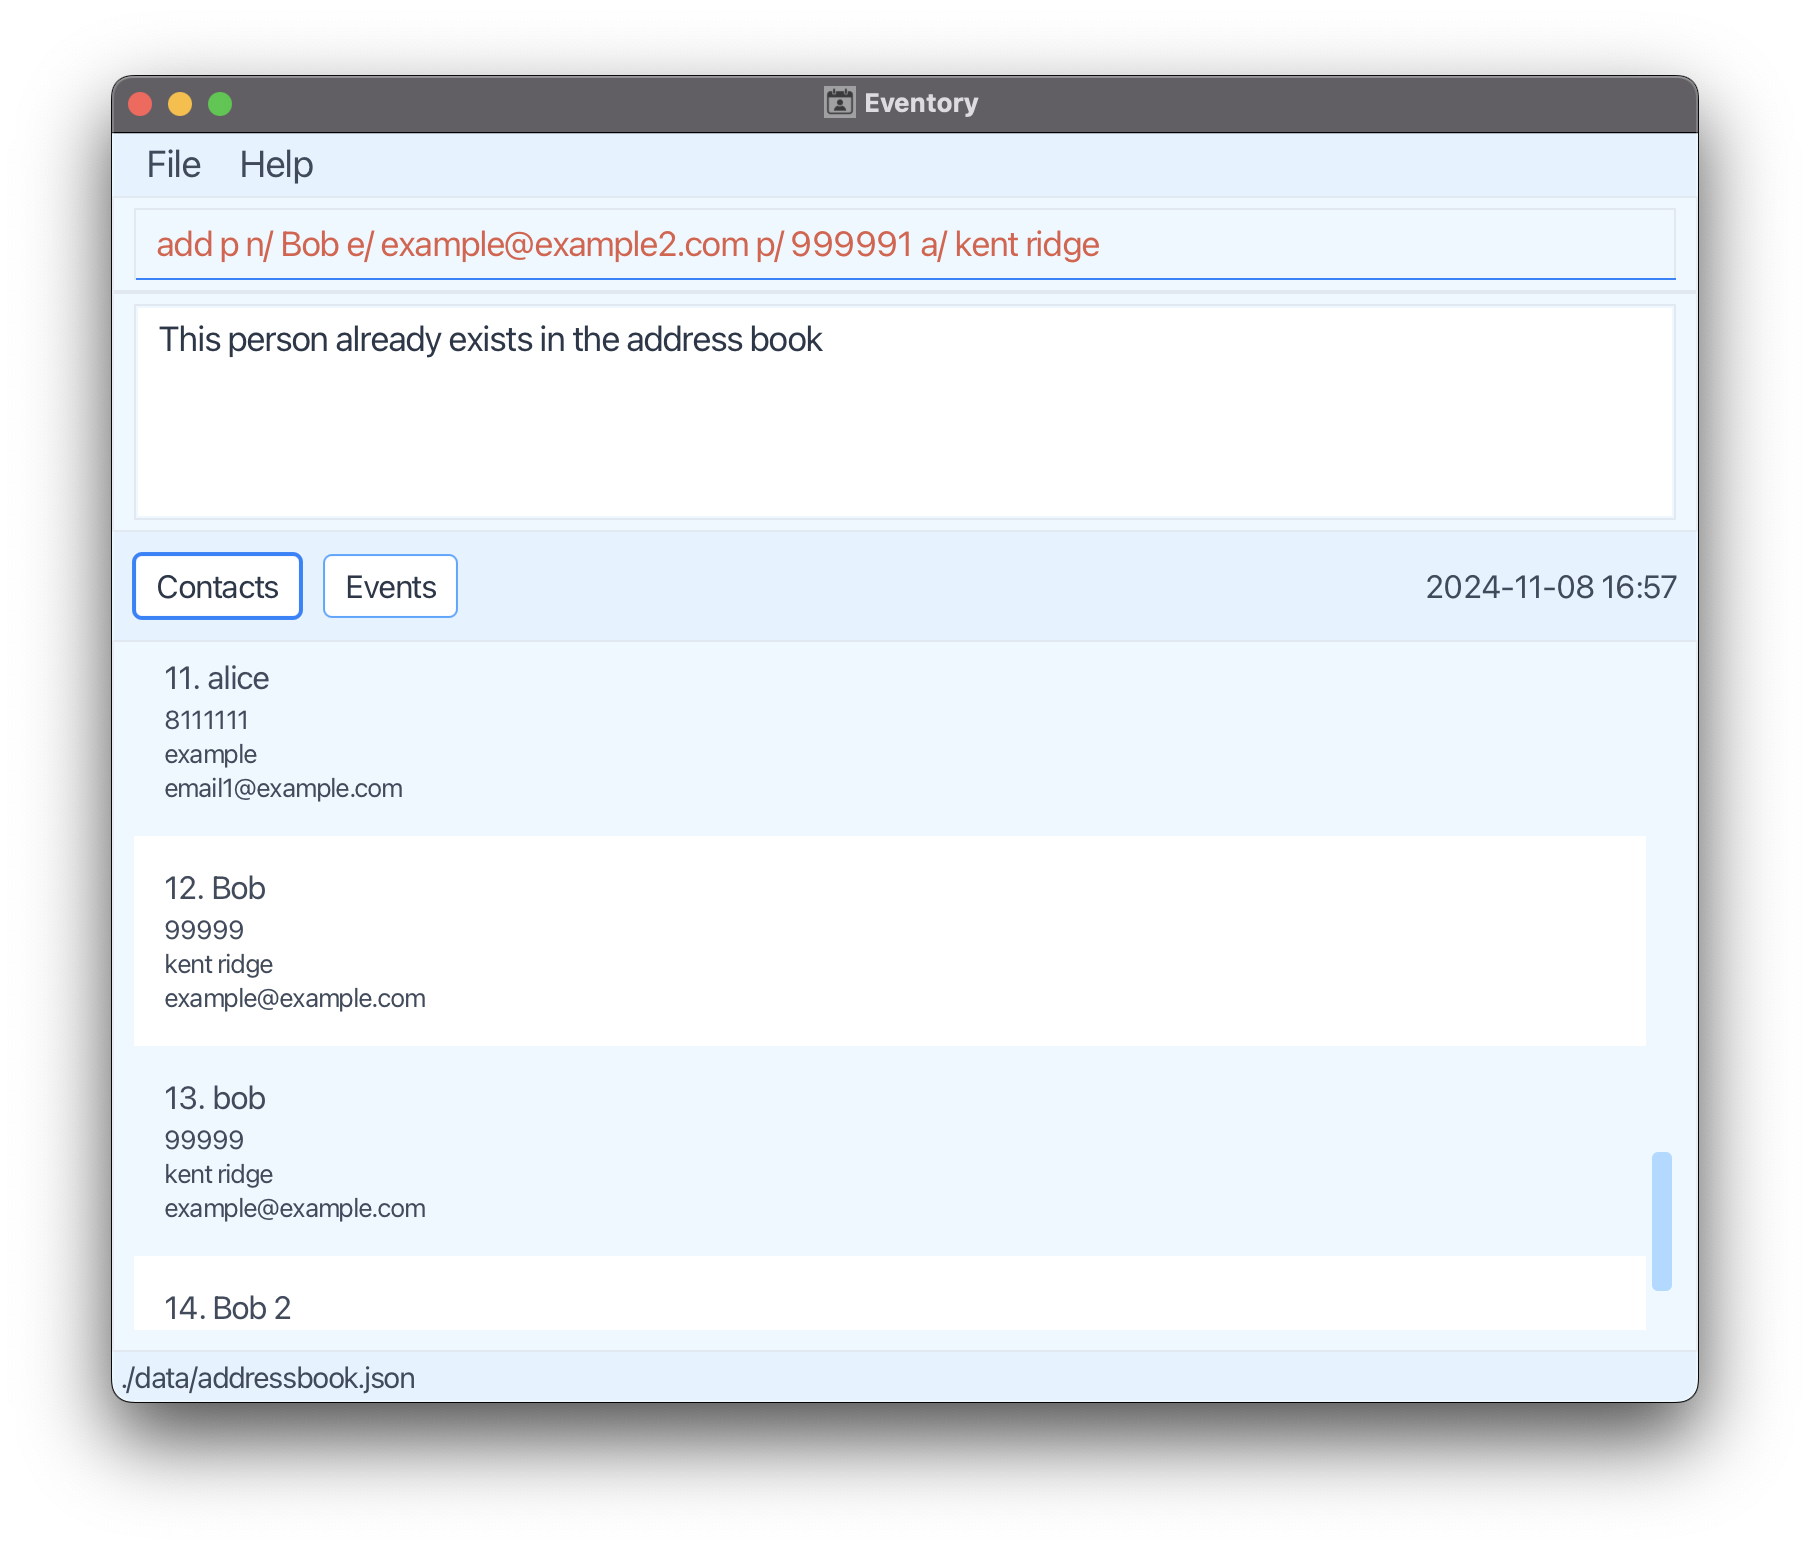 Eventory
File Help
add p n/ Bob e/ example@example2.com p/ 999991 a/ kent ridge
This person already exists in the address book
Contacts Events 2024-11-08 16:57
11. alice
8111111
example
email1@example.com
12. Bob
99999
kent ridge
example@example.com
13. bob
99999
kent ridge
example@example.com
14. Bob 2
./data/addressbook.json